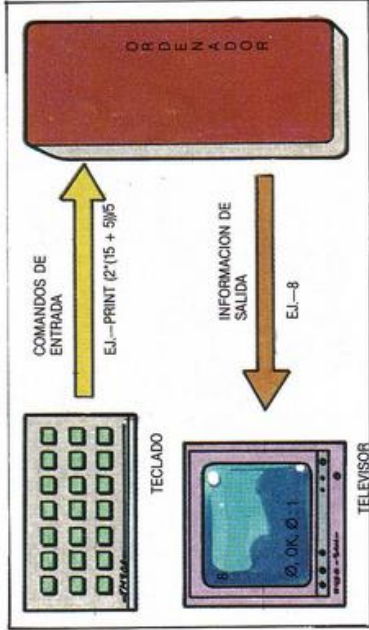 COMANDOS DE
ENTRADA
EJ.—PRINT (2*(15 + 5))/5
TECLADO
ORDENADOR
INFORMACION DE
SALIDA
EJ.—8
8
Ø, OK, Ø:1
TELEVISOR